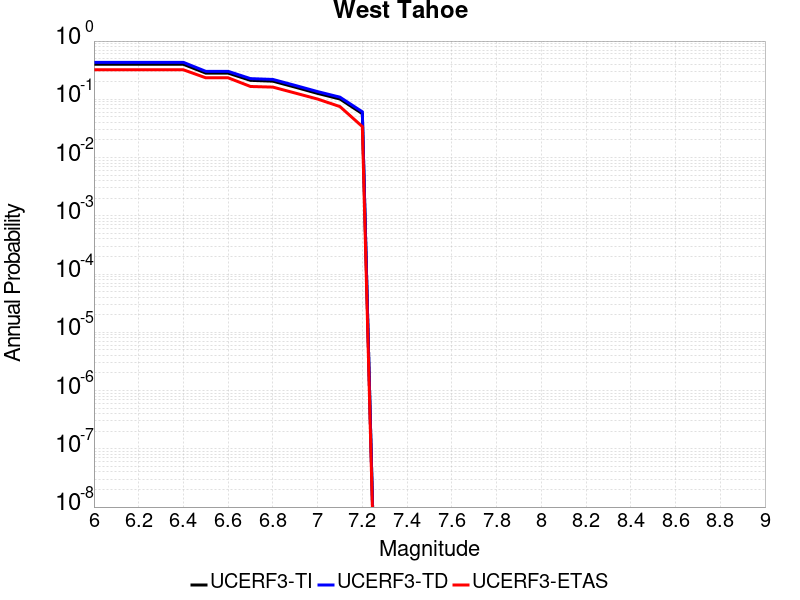 West Tahoe
Annual Probability
10^0
10^-1
10^-2
10^-3
10^-4
10^-5
10^-6
10^-7
10^-8
6 6.2 6.4 6.6 6.8 7 7.2 7.4 7.6 7.8 8 8.2 8.4 8.6 8.8 9
Magnitude
UCERF3-TI UCERF3-TD UCERF3-ETAS